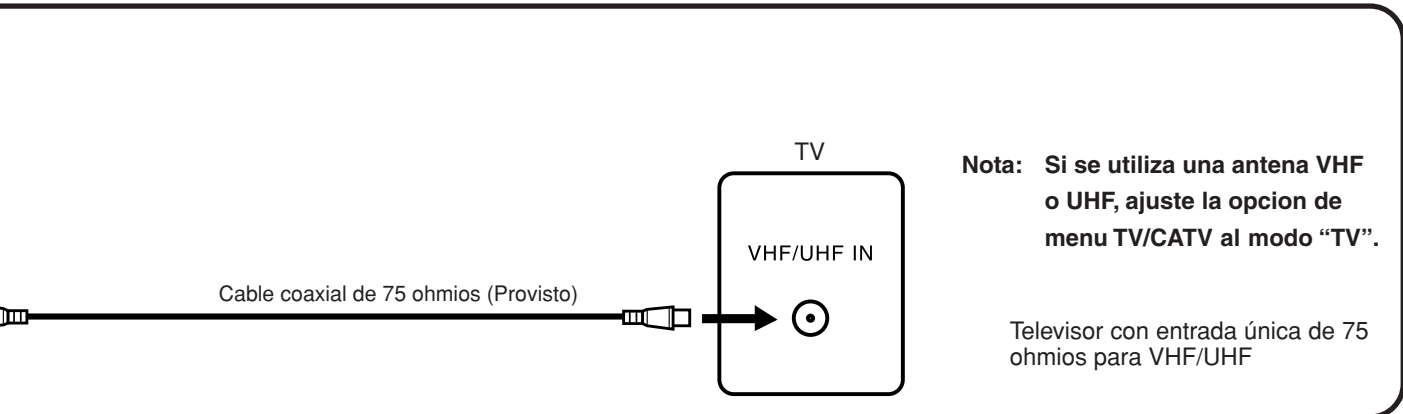 TV
VHF/UHF IN
Cable coaxial de 75 ohmios (Provisto)
Nota: Si se utiliza una antena VHF
o UHF, ajuste la opcion de
menu TV/CATV al modo “TV”.
Televisor con entrada única de 75
ohmios para VHF/UHF